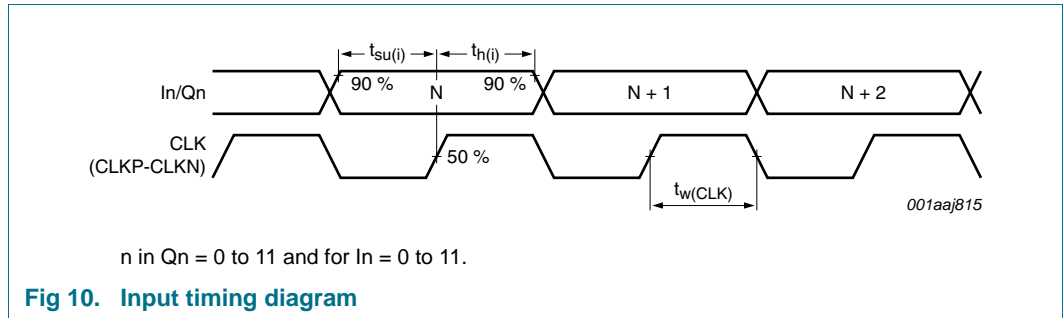 tsu(i) th(i)
In/Qn 90 % N 90 % N + 1 N + 2
CLK
(CLKP-CLKN) 50 %
tw(CLK)
001aaj815
n in Qn = 0 to 11 and for In = 0 to 11.
Fig 10. Input timing diagram